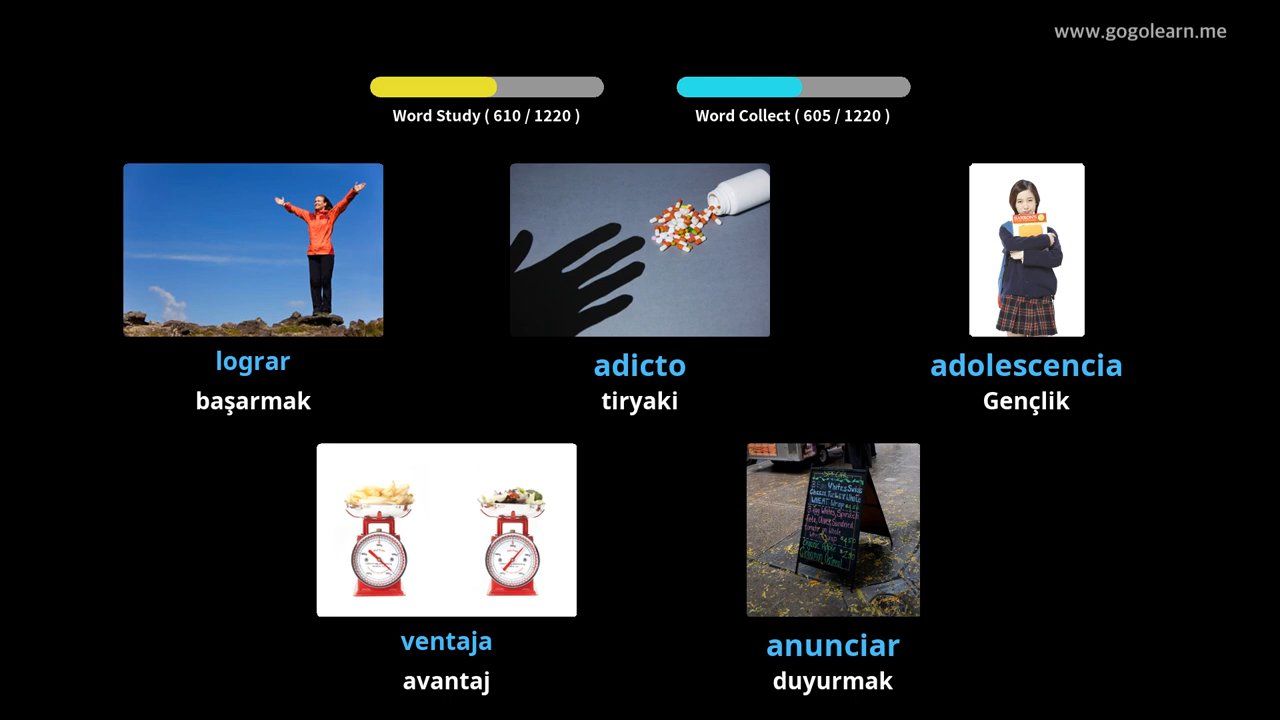 www.gogolearn.me
Word Study ( 610 / 1220 )
Word Collect ( 605 / 1220 )
lograr
başarmak
adicto
tiryaki
adolescencia
Gençlik
ventaja
avantaj
anunciar
duyurmak